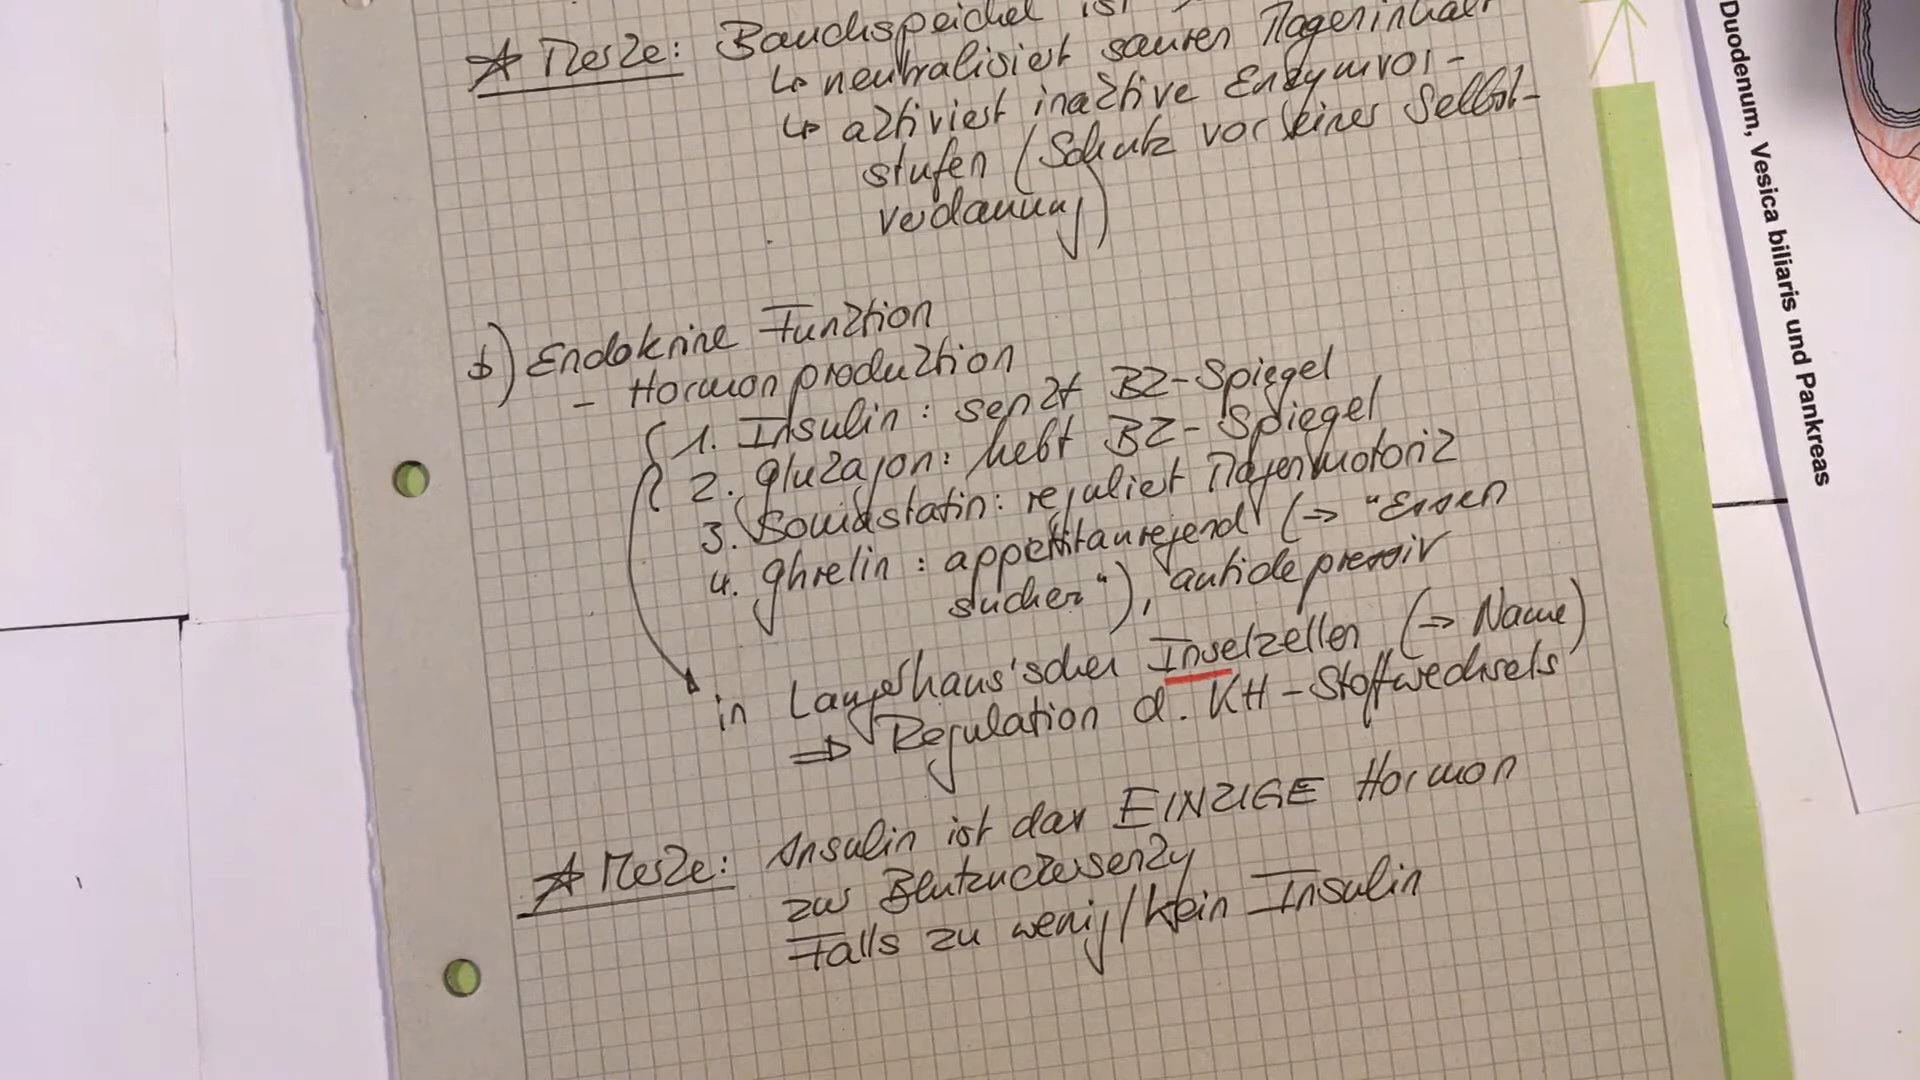 ☆ Merke: Bauchspeichel ist
↳ neutralisiert sauren Mageninhalt
↳ aktiviert inaktive Enzymvor-
stufen (Schutz vor einer Selbst-
verdauung)
b) Endokrine Funktion
- Hormonproduktion
1. Insulin: senkt BZ-Spiegel
2. Glukagon: hebt BZ-Spiegel
3. Somatostatin: reguliert Magenmotorik
4. Ghrelin: appetitanregend (→ "Essen
suchen"), antidepressiv
in Langerhans'schen Inselzellen (⇒ Name)
⇒ Regulation d. KH-Stoffwechsels
☆ Merke: Insulin ist das EINZIGE Hormon
zur Blutzuckersenkg
Falls zu wenig/kein Insulin
Duodenum, Vesica biliaris und Pankreas